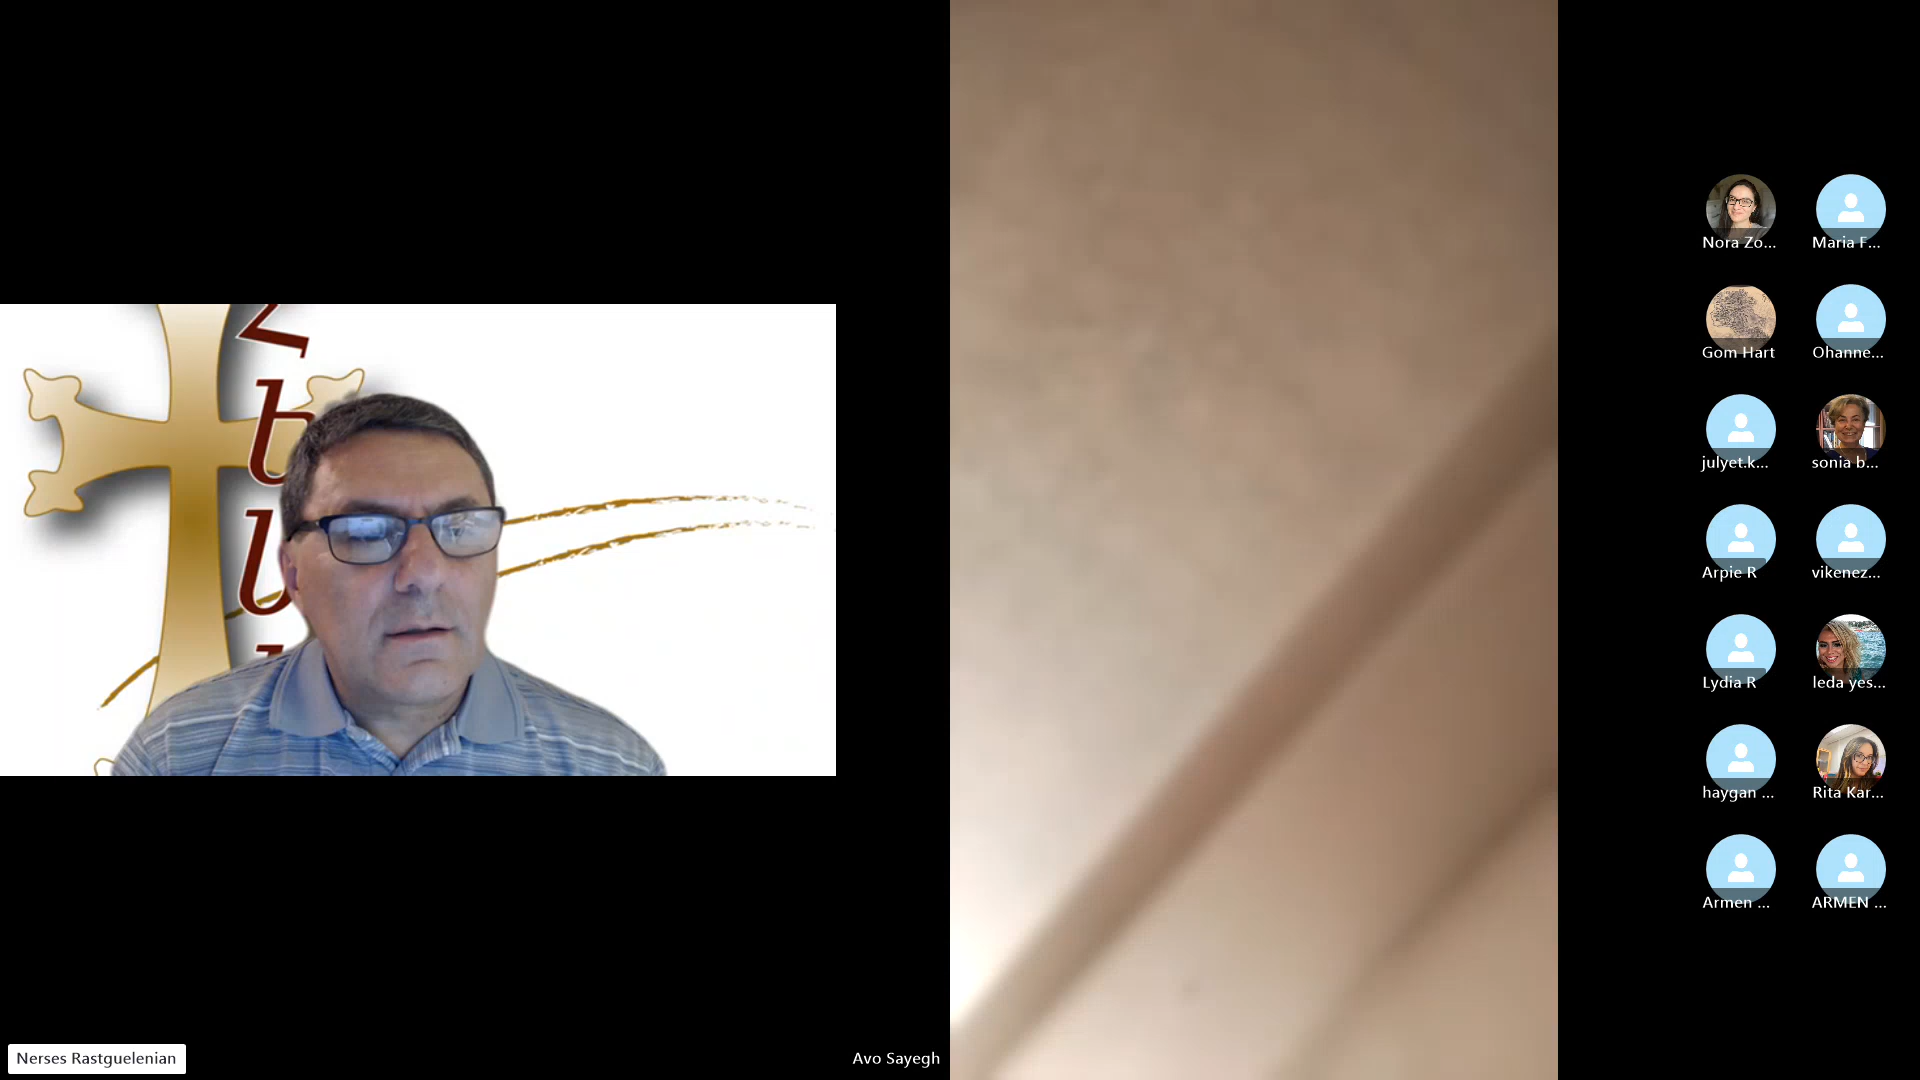 Հ
ե
Nerses Rastguelenian
Avo Sayegh
Nora Zo...
Maria F...
Gom Hart
Ohanne...
julyet.k...
sonia b...
Arpie R
vikenez...
Lydia R
leda yes...
haygan ...
Rita Kar...
Armen ...
ARMEN ...